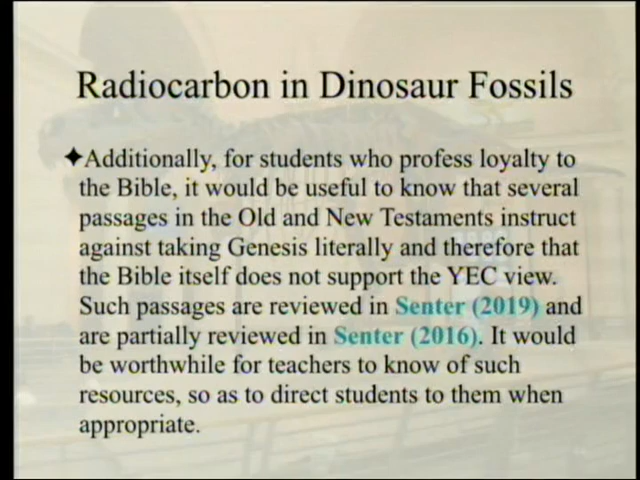 Radiocarbon in Dinosaur Fossils
✦Additionally, for students who profess loyalty to
the Bible, it would be useful to know that several
passages in the Old and New Testaments instruct
against taking Genesis literally and therefore that
the Bible itself does not support the YEC view.
Such passages are reviewed in Senter (2019) and
are partially reviewed in Senter (2016). It would
be worthwhile for teachers to know of such
resources, so as to direct students to them when
appropriate.